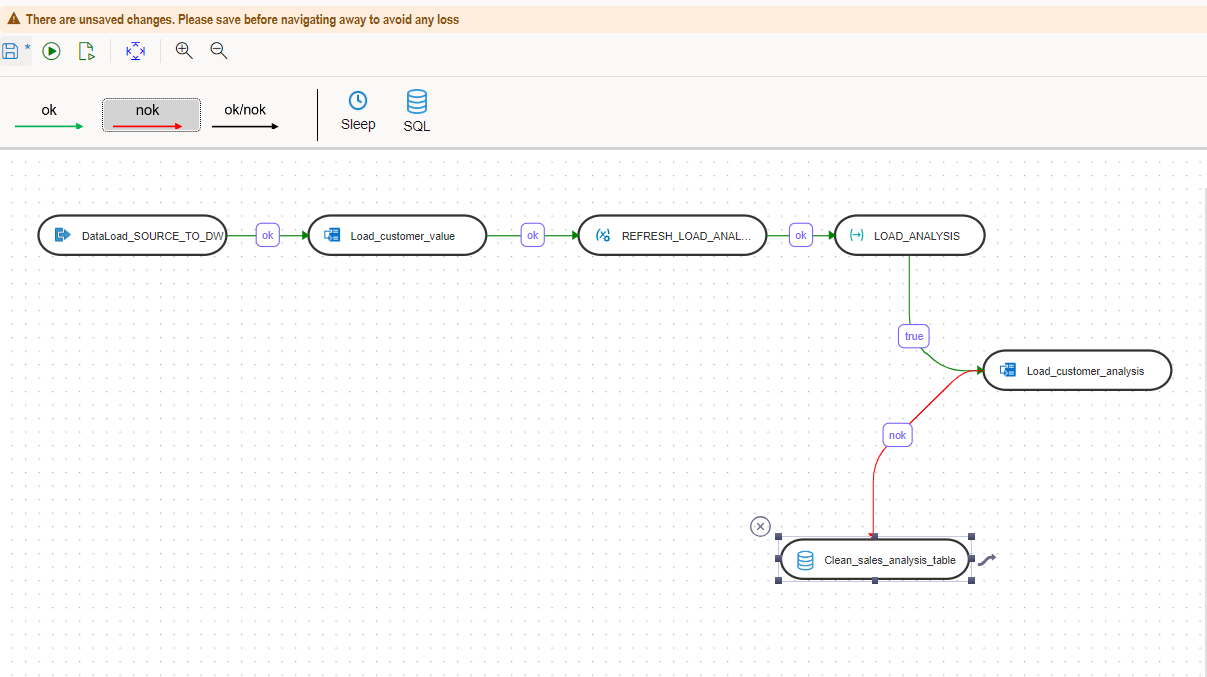 There are unsaved changes. Please save before navigating away to avoid any loss
*
ok
nok
ok/nok
Sleep
SQL
DataLoad_SOURCE_TO_DW
ok
Load_customer_value
ok
REFRESH_LOAD_ANAL...
ok
LOAD_ANALYSIS
true
Load_customer_analysis
nok
Clean_sales_analysis_table